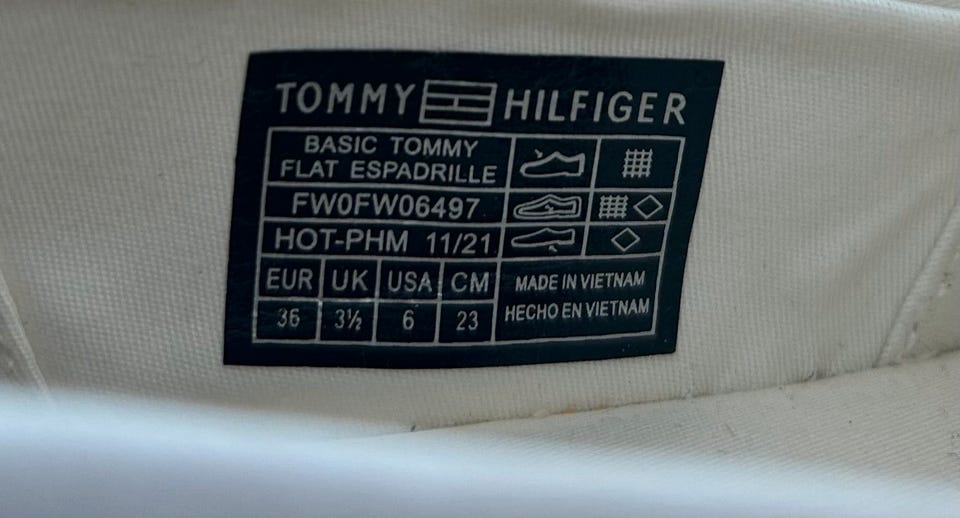 TOMMY HILFIGER
BASIC TOMMY
FLAT ESPADRILLE
FW0FW06497
HOT-PHM 11/21
EUR UK USA CM
36 3½ 6 23
MADE IN VIETNAM
HECHO EN VIETNAM